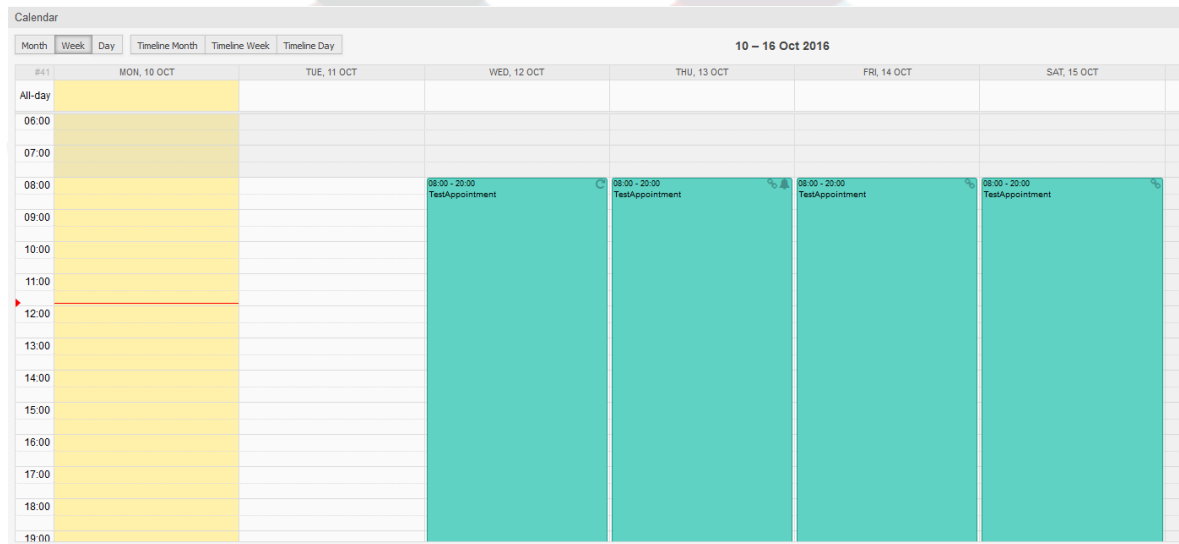 Calendar
Month Week Day Timeline Month Timeline Week Timeline Day 10 – 16 Oct 2016
#41 MON, 10 OCT TUE, 11 OCT WED, 12 OCT THU, 13 OCT FRI, 14 OCT SAT, 15 OCT
All-day
06:00
07:00
08:00 08:00 - 20:00 08:00 - 20:00 08:00 - 20:00 08:00 - 20:00
TestAppointment TestAppointment TestAppointment TestAppointment
09:00
10:00
11:00
12:00
13:00
14:00
15:00
16:00
17:00
18:00
19:00